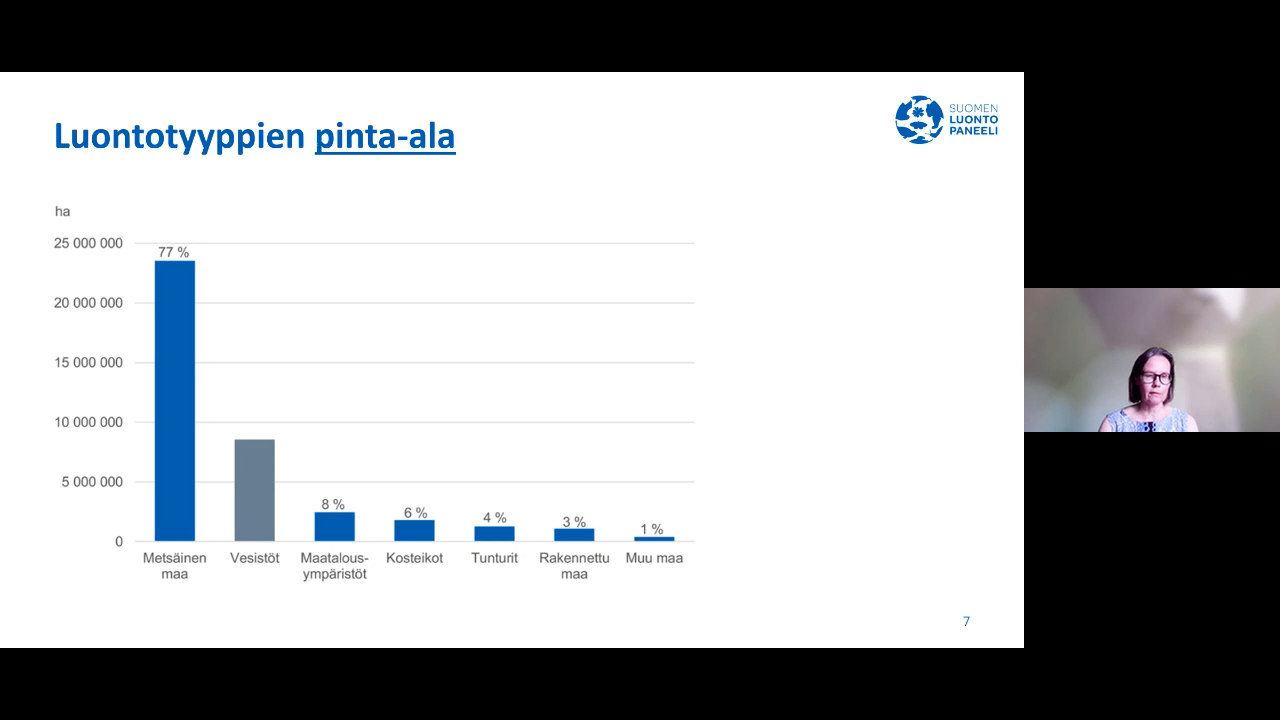 Luontotyyppien pinta-ala
SUOMEN
LUONTO
PANEELI
ha
25 000 000
20 000 000
15 000 000
10 000 000
5 000 000
0
77 %
8 %
6 %
4 %
3 %
1 %
Metsäinen
maa
Vesistöt
Maatalous-
ympäristöt
Kosteikot
Tunturit
Rakennettu
maa
Muu maa
7